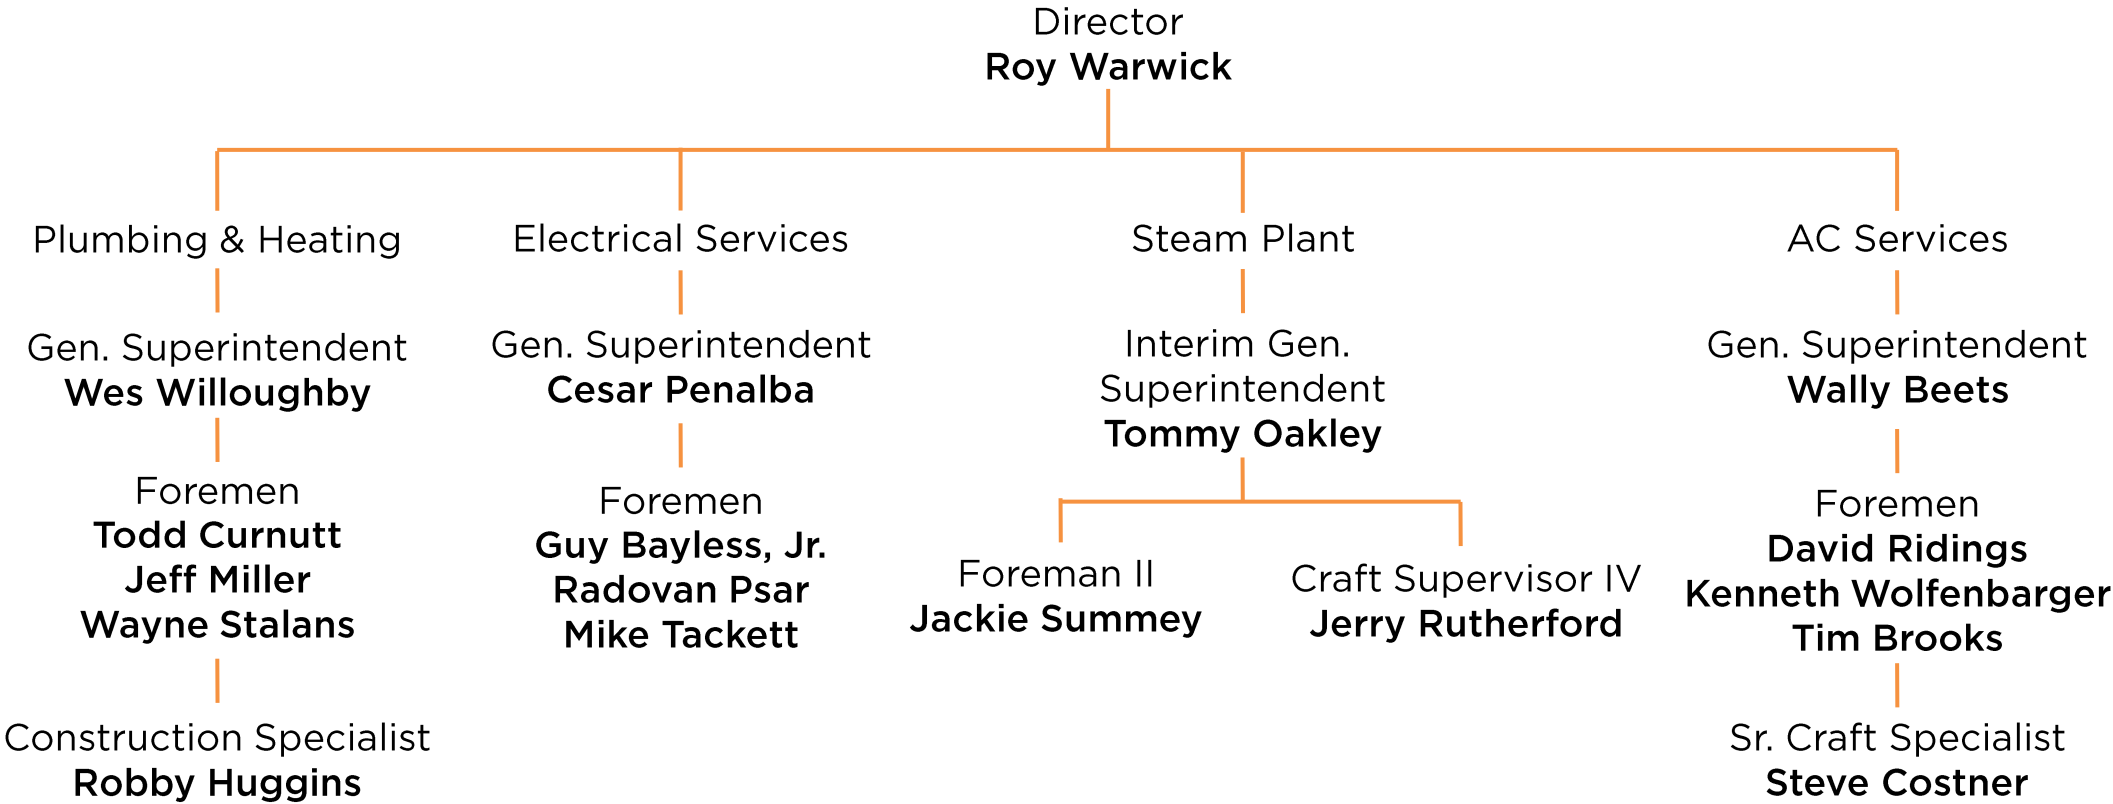 Director
Roy Warwick
Plumbing & Heating
Gen. Superintendent
Wes Willoughby
Foremen
Todd Curnutt
Jeff Miller
Wayne Stalans
Construction Specialist
Robby Huggins
Electrical Services
Gen. Superintendent
Cesar Penalba
Foremen
Guy Bayless, Jr.
Radovan Psar
Mike Tackett
Steam Plant
Interim Gen.
Superintendent
Tommy Oakley
Foreman II
Jackie Summey
Craft Supervisor IV
Jerry Rutherford
AC Services
Gen. Superintendent
Wally Beets
Foremen
David Ridings
Kenneth Wolfenbarger
Tim Brooks
Sr. Craft Specialist
Steve Costner